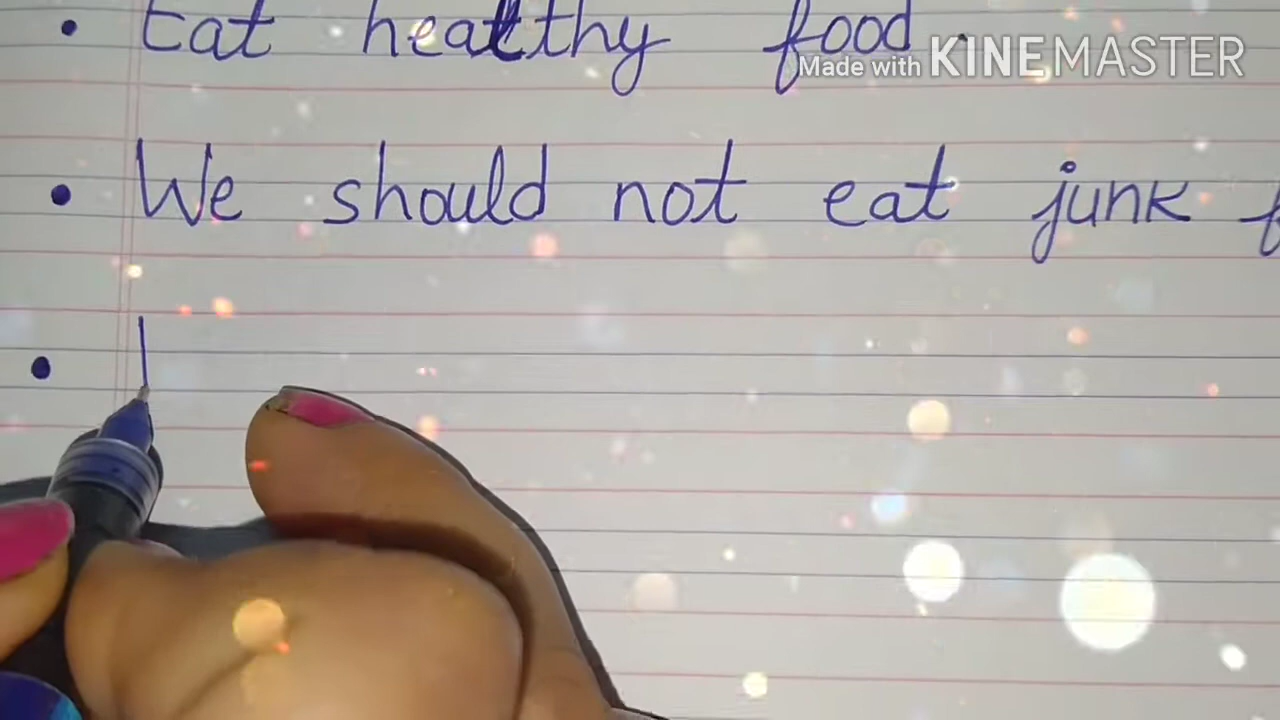 • Eat healthy food.
Made with KINEMASTER
• We should not eat junk
•